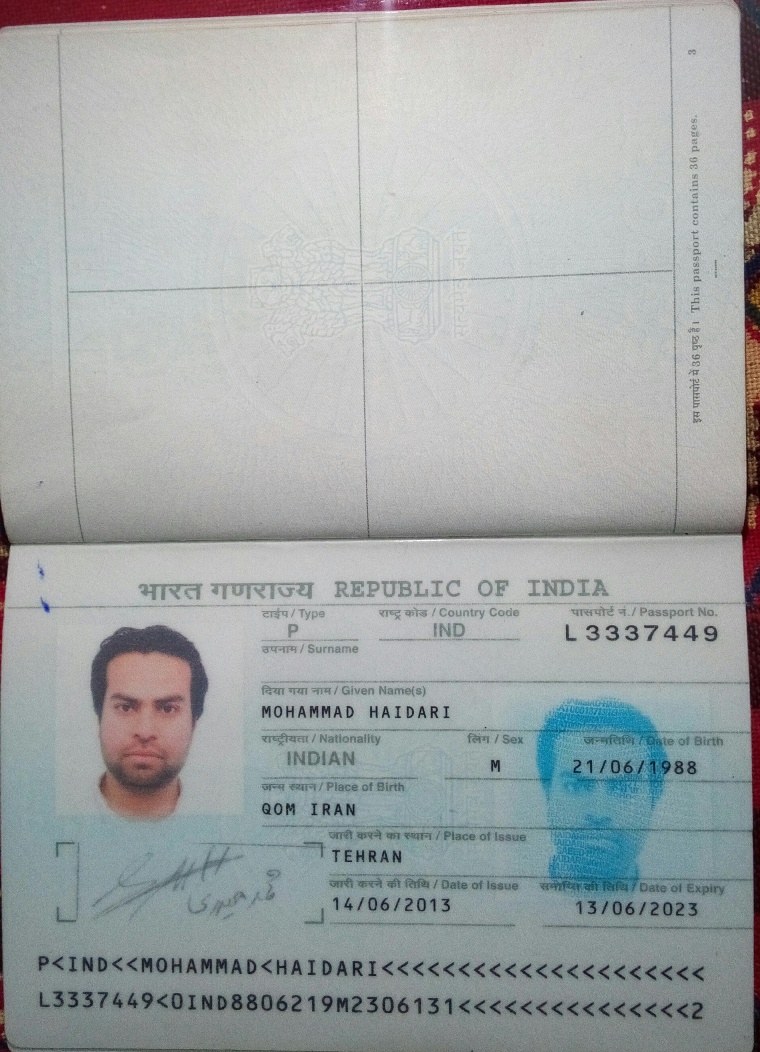 3
इस पासपोर्ट में 36 पृष्ठ हैं। This passport contains 36 pages.
भारत गणराज्य REPUBLIC OF INDIA
टाईप / Type राष्ट्र कोड / Country Code पासपोर्ट नं. / Passport No.
P IND L3337449
उपनाम / Surname
दिया गया नाम / Given Name(s)
MOHAMMAD HAIDARI
राष्ट्रीयता / Nationality लिंग / Sex जन्मतिथि / Date of Birth
INDIAN M 21/06/1988
जन्म स्थान / Place of Birth
QOM IRAN
जारी करने का स्थान / Place of Issue
TEHRAN
जारी करने की तिथि / Date of Issue समाप्ति की तिथि / Date of Expiry
14/06/2013 13/06/2023
محمد حیدری
P<IND<<MOHAMMAD<HAIDARI<<<<<<<<<<<<<<<<<<<<<
L3337449<0IND8806219M2306131<<<<<<<<<<<<<<<2